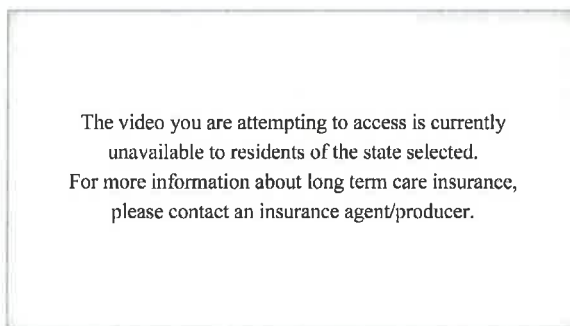 The video you are attempting to access is currently
unavailable to residents of the state selected.
For more information about long term care insurance,
please contact an insurance agent/producer.